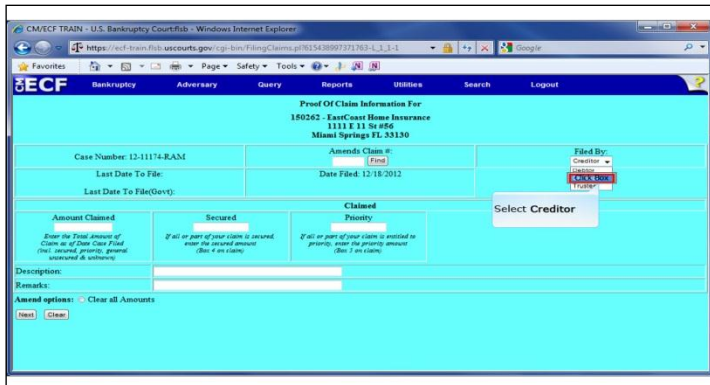 CM/ECF TRAIN - U.S. Bankruptcy Court:flsb - Windows Internet Explorer
https://ecf-train.flsb.uscourts.gov/cgi-bin/FilingClaims.pl?615438997371763-L_1_1-1
Google
Favorites Page Safety Tools
ECF Bankruptcy Adversary Query Reports Utilities Search Logout
Proof Of Claim Information For
150262 - EastCoast Home Insurance
1111 E 11 St #56
Miami Springs FL 33130
Case Number: 12-11174-RAM
Amends Claim #:
Find
Filed By:
Creditor
Last Date To File:
Date Filed: 12/18/2012
Debtor
Click Box
Trustee
Last Date To File(Govt):
Select Creditor
Claimed
Amount Claimed Secured Priority
Enter the Total Amount of
Claim as of Date Case Filed
(Incl. secured, priority, general
unsecured & unknown)
If all or part of your claim is secured,
enter the secured amount
(Box 4 on claim)
If all or part of your claim is entitled to
priority, enter the priority amount
(Box 5 on claim)
Description:
Remarks:
Amend options: Clear all Amounts
Next Clear